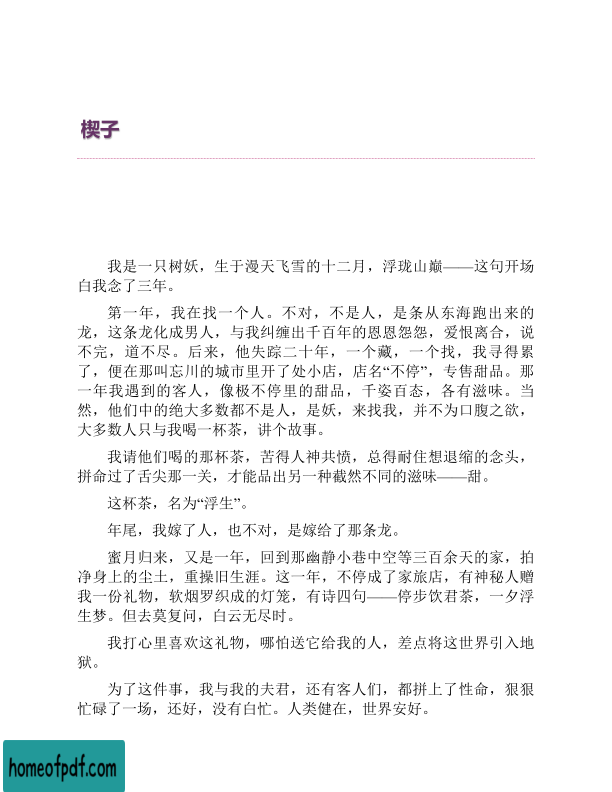 楔子
我是一只树妖，生于漫天飞雪的十二月，浮珑山巅——这句开场
白我念了三年。
第一年，我在找一个人。不对，不是人，是条从东海跑出来的
龙，这条龙化成男人，与我纠缠出千百年的恩恩怨怨，爱恨离合，说
不完，道不尽。后来，他失踪二十年，一个藏，一个找，我寻得累
了，便在那叫忘川的城市里开了处小店，店名“不停”，专售甜品。那
一年我遇到的客人，像极不停里的甜品，千姿百态，各有滋味。当
然，他们中的绝大多数都不是人，是妖，来找我，并不为口腹之欲，
大多数人只与我喝一杯茶，讲个故事。
我请他们喝的那杯茶，苦得人神共愤，总得耐住想退缩的念头，
拼命过了舌尖那一关，才能品出另一种截然不同的滋味——甜。
这杯茶，名为“浮生”。
年尾，我嫁了人，也不对，是嫁给了那条龙。
蜜月归来，又是一年，回到那幽静小巷中空等三百余天的家，拍
净身上的尘土，重操旧生涯。这一年，不停成了家旅店，有神秘人赠
我一份礼物，软烟罗织成的灯笼，有诗四句——停步饮君茶，一夕浮
生梦。但去莫复问，白云无尽时。
我打心里喜欢这礼物，哪怕送它给我的人，差点将这世界引入地
狱。
为了这件事，我与我的夫君，还有客人们，都拼上了性命，狠狠
忙碌了一场，还好，没有白忙。人类健在，世界安好。
homeofpdf.com